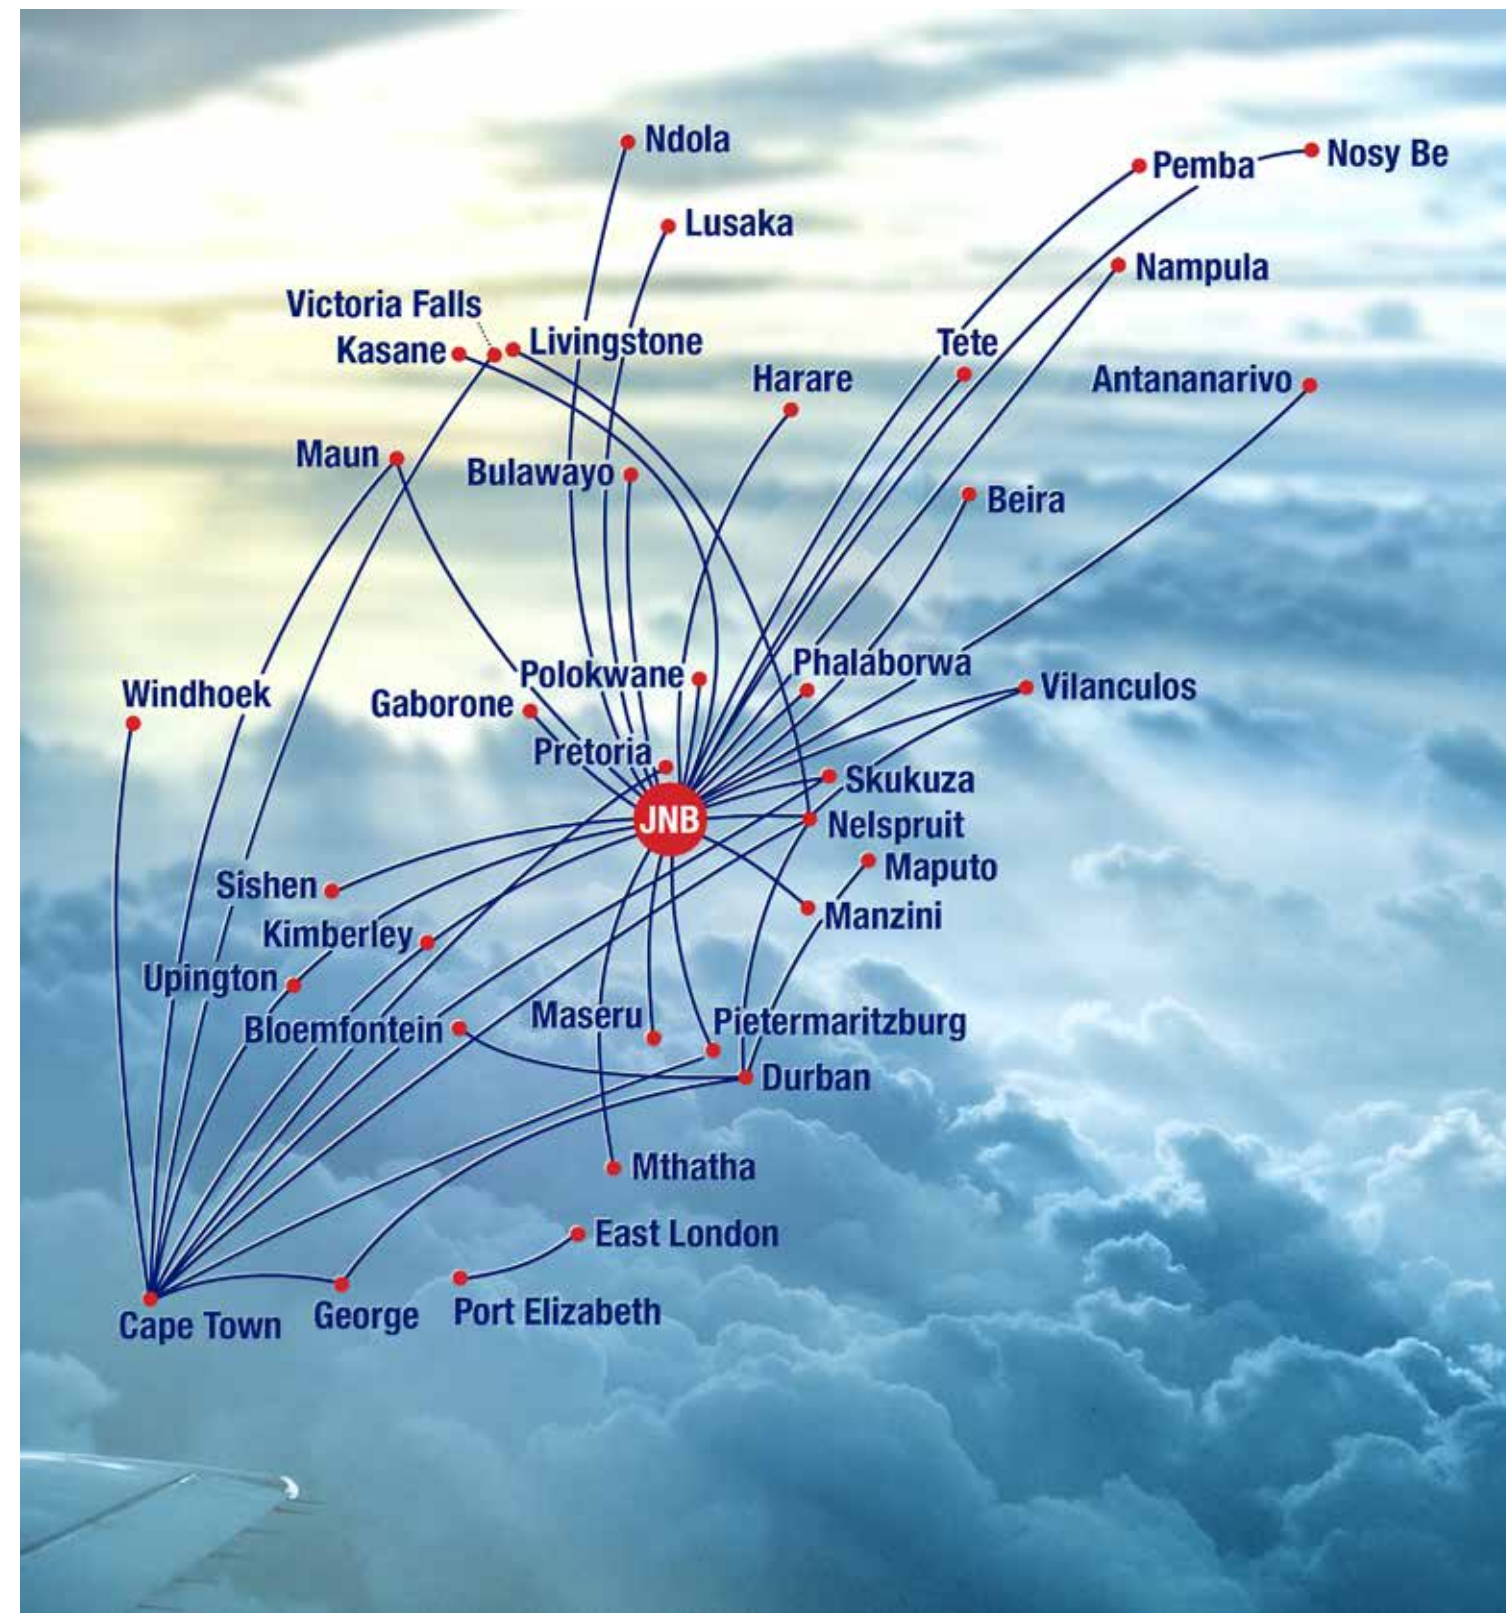 Ndola
Pemba
Nosy Be
Lusaka
Nampula
Victoria Falls
Livingstone
Kasane
Tete
Harare
Antananarivo
Maun
Bulawayo
Beira
Phalaborwa
Polokwane
Windhoek
Vilanculos
Gaborone
Pretoria
Skukuza
JNB
Nelspruit
Maputo
Sishen
Manzini
Kimberley
Upington
Maseru
Pietermaritzburg
Bloemfontein
Durban
Mthatha
East London
Port Elizabeth
George
Cape Town